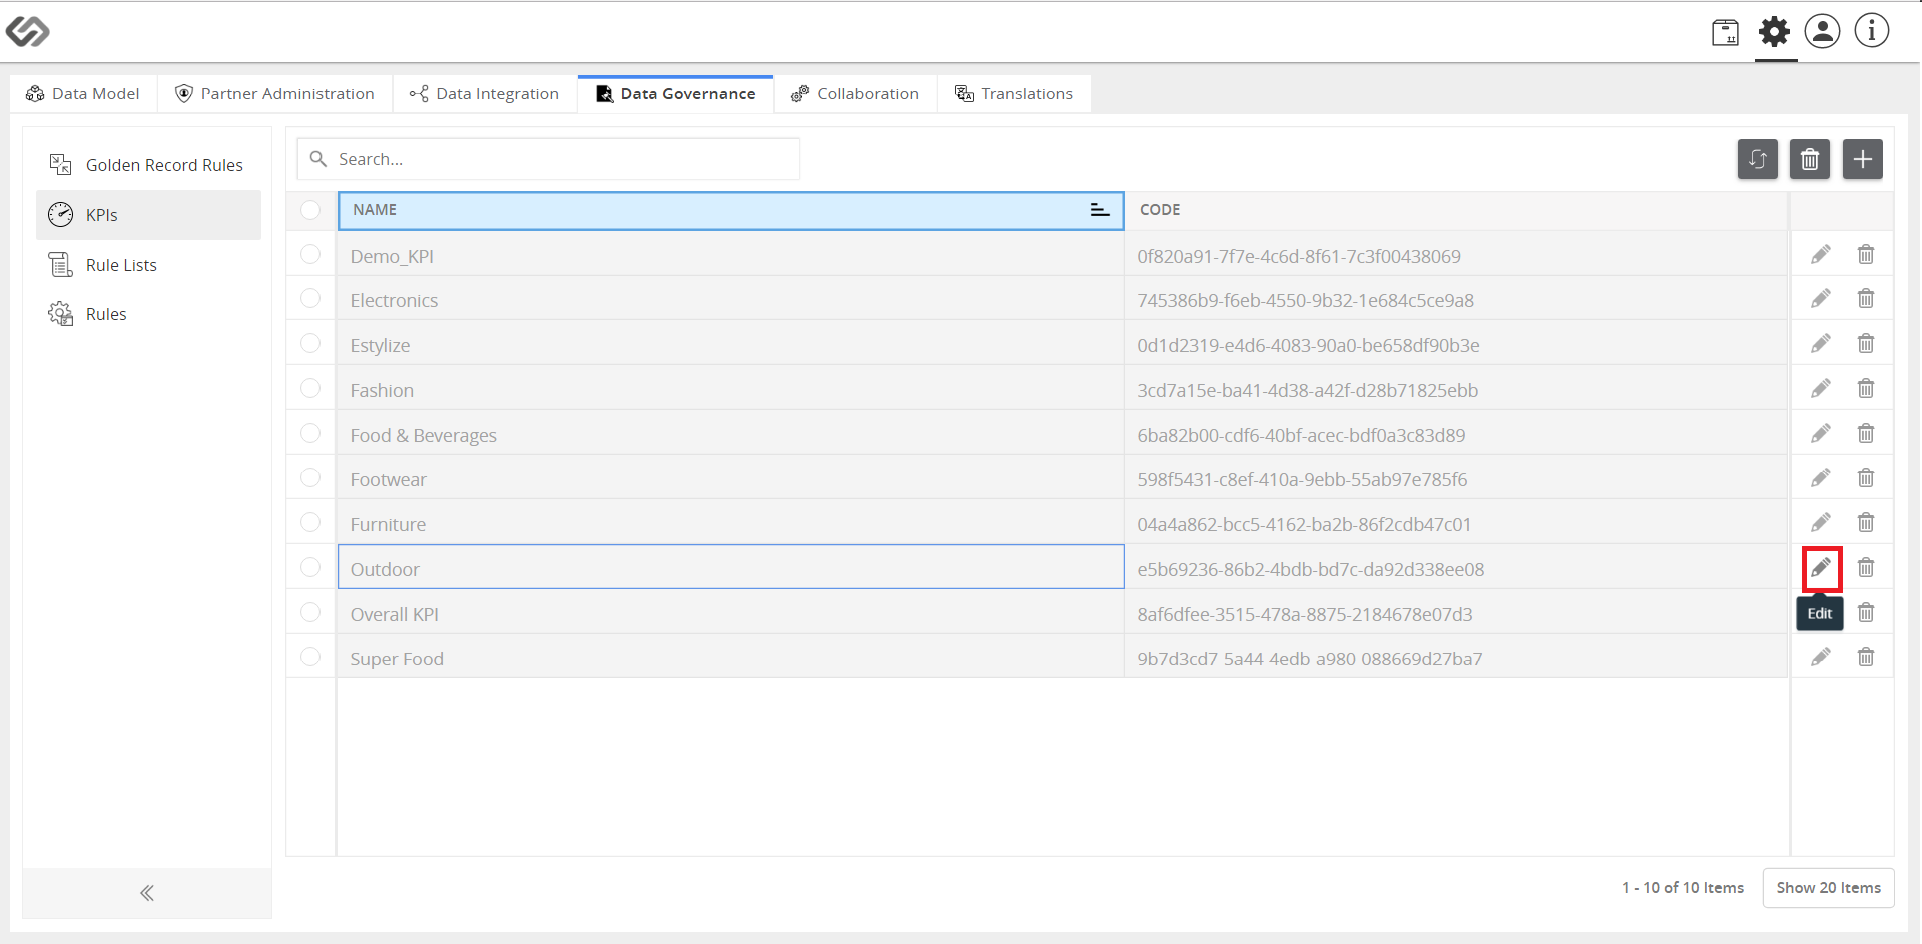 Data Model Partner Administration Data Integration Data Governance Collaboration Translations
Golden Record Rules
KPIs
Rule Lists
Rules
Search...
NAME CODE
Demo_KPI 0f820a91-7f7e-4c6d-8f61-7c3f00438069
Electronics 745386b9-f6eb-4550-9b32-1e684c5ce9a8
Estylize 0d1d2319-e4d6-4083-90a0-be658df90b3e
Fashion 3cd7a15e-ba41-4d38-a42f-d28b71825ebb
Food & Beverages 6ba82b00-cdf6-40bf-acec-bdf0a3c83d89
Footwear 598f5431-c8ef-410a-9ebb-55ab97e785f6
Furniture 04a4a862-bcc5-4162-ba2b-86f2cdb47c01
Outdoor e5b69236-86b2-4bdb-bd7c-da92d338ee08
Overall KPI 8af6dfee-3515-478a-8875-2184678e07d3
Edit
Super Food 9b7d3cd7 5a44 4edb a980 088669d27ba7
1 - 10 of 10 Items Show 20 Items